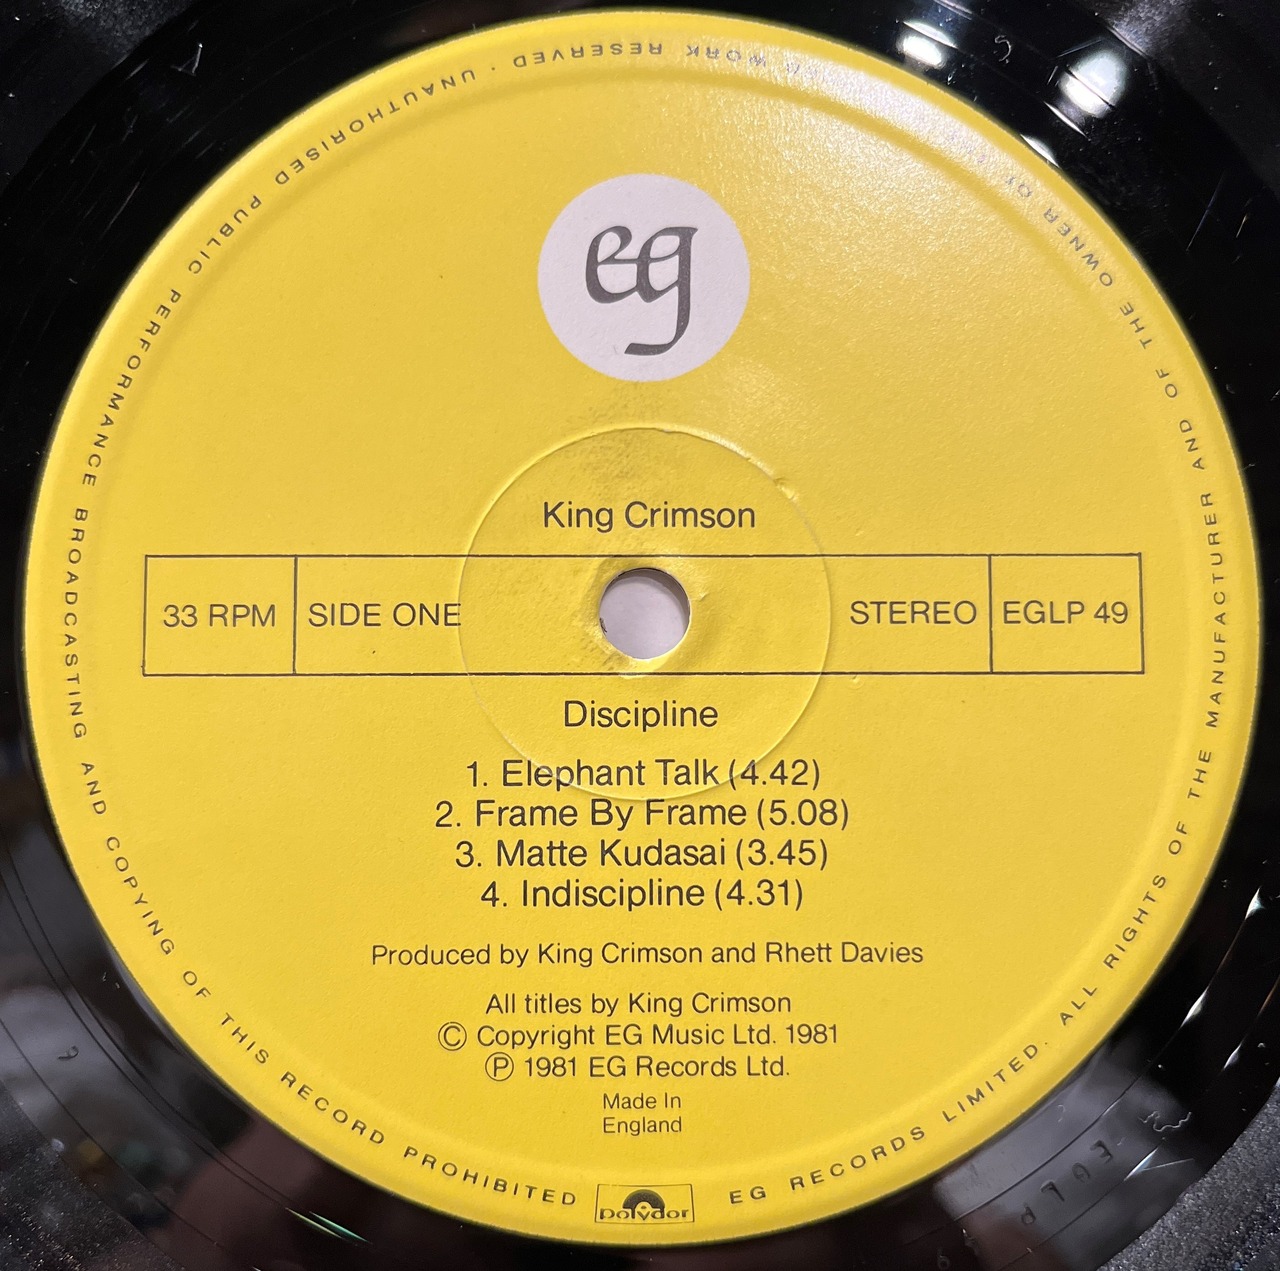 eg
King Crimson
33 RPM
SIDE ONE
STEREO
EGLP 49
Discipline
1. Elephant Talk (4.42)
2. Frame By Frame (5.08)
3. Matte Kudasai (3.45)
4. Indiscipline (4.31)
Produced by King Crimson and Rhett Davies
All titles by King Crimson
© Copyright EG Music Ltd. 1981
Ⓟ 1981 EG Records Ltd.
Made In
England
polydor
EG RECORDS LIMITED. ALL RIGHTS OF THE MANUFACTURER AND OF THE OWNER OF WORK RESERVED · UNAUTHORISED PUBLIC PERFORMANCE BROADCASTING AND COPYING OF THIS RECORD PROHIBITED
EGLP